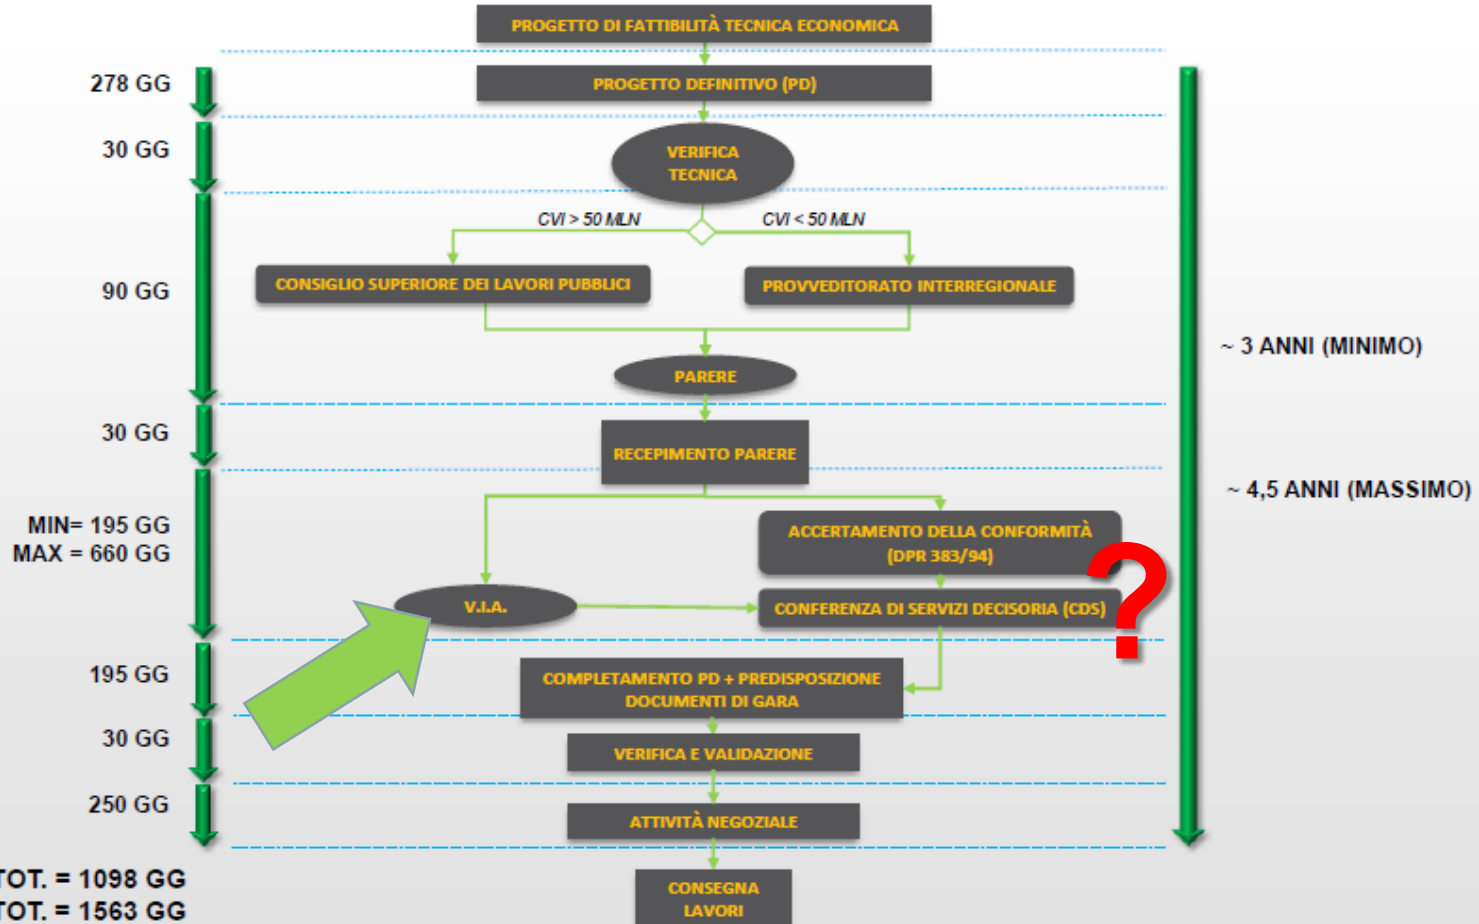 PROGETTO DI FATTIBILITÀ TECNICA ECONOMICA
278 GG
PROGETTO DEFINITIVO (PD)
30 GG
VERIFICA
TECNICA
CVI > 50 MLN
CVI < 50 MLN
90 GG
CONSIGLIO SUPERIORE DEI LAVORI PUBBLICI
PROVVEDITORATO INTERREGIONALE
~ 3 ANNI (MINIMO)
PARERE
30 GG
RECEPIMENTO PARERE
~ 4,5 ANNI (MASSIMO)
MIN= 195 GG
MAX = 660 GG
ACCERTAMENTO DELLA CONFORMITÀ
(DPR 383/94)
?
V.I.A.
CONFERENZA DI SERVIZI DECISORIA (CDS)
195 GG
COMPLETAMENTO PD + PREDISPOSIZIONE
DOCUMENTI DI GARA
30 GG
VERIFICA E VALIDAZIONE
250 GG
ATTIVITÀ NEGOZIALE
TOT. = 1098 GG
TOT. = 1563 GG
CONSEGNA
LAVORI